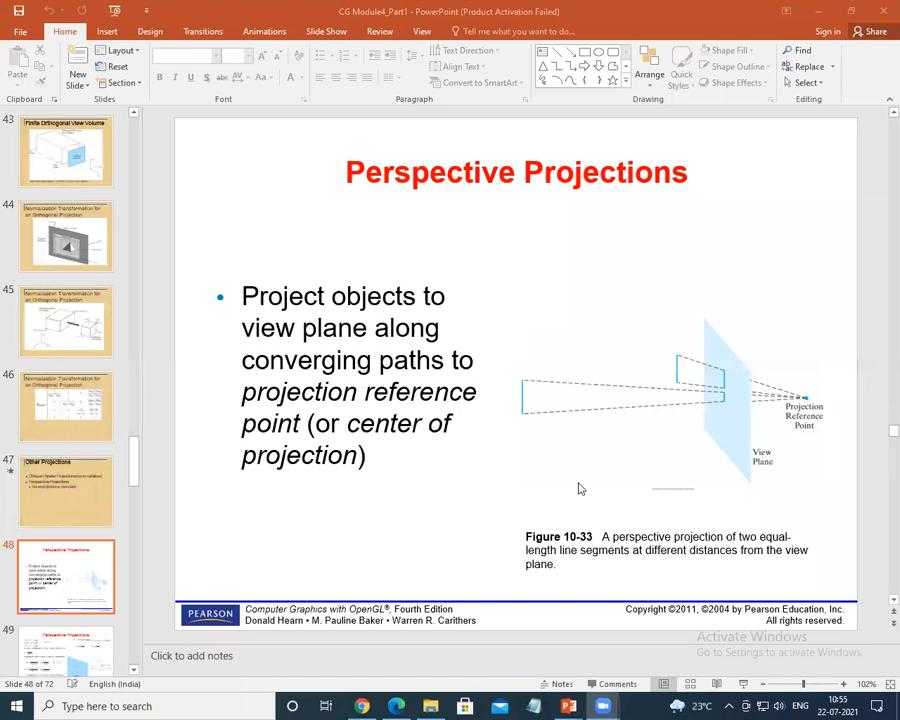 CG Module4_Part1 - PowerPoint (Product Activation Failed)
File Home Insert Design Transitions Animations Slide Show Review View Tell me what you want to do... Sign in Share
Paste
New
Slide
Layout
Reset
Section
B I U S abc AV Aa A
Text Direction
Align Text
Convert to SmartArt
Arrange
Quick
Styles
Shape Fill
Shape Outline
Shape Effects
Find
Replace
Select
Clipboard Slides Font Paragraph Drawing Editing
43
Finite Orthogonal View Volume
44
Normalization Transformation for
an Orthogonal Projection
45
Normalization Transformation for
an Orthogonal Projection
46
Normalization Transformation for
an Orthogonal Projection
47
Other Projections
48
Perspective Projections
49
Perspective Projections
• Project objects to
view plane along
converging paths to
projection reference
point (or center of
projection)
Projection
Reference
Point
View
Plane
Figure 10-33 A perspective projection of two equal-
length line segments at different distances from the view
plane.
PEARSON
Computer Graphics with OpenGL®, Fourth Edition
Donald Hearn • M. Pauline Baker • Warren R. Carithers
Copyright ©2011, ©2004 by Pearson Education, Inc.
All rights reserved.
Activate Windows
Go to Settings to activate Windows.
Click to add notes
Slide 48 of 72 English (India) Notes Comments 102%
Type here to search
23°C
10:55
22-07-2021